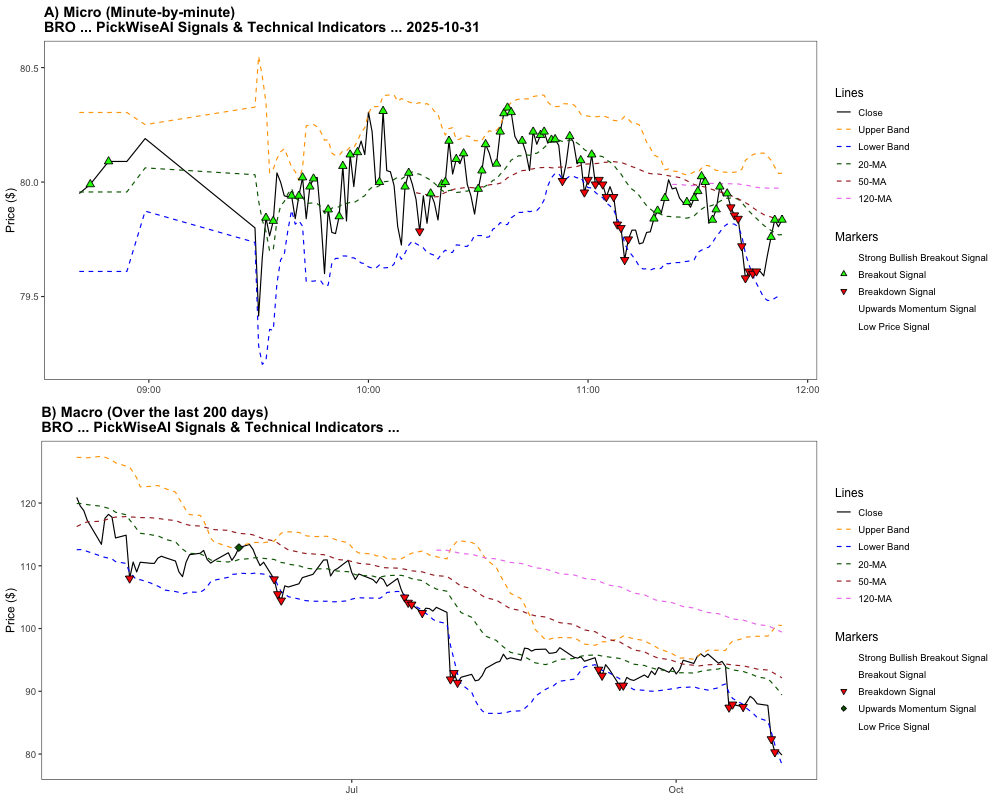 A) Micro (Minute-by-minute)
BRO ... PickWiseAI Signals & Technical Indicators ... 2025-10-31
Price ($)
80.5
80.0
79.5
09:00
10:00
11:00
12:00
Lines
Close
Upper Band
Lower Band
20-MA
50-MA
120-MA
Markers
Strong Bullish Breakout Signal
Breakout Signal
Breakdown Signal
Upwards Momentum Signal
Low Price Signal
B) Macro (Over the last 200 days)
BRO ... PickWiseAI Signals & Technical Indicators ...
Price ($)
120
110
100
90
80
Jul
Oct
Lines
Close
Upper Band
Lower Band
20-MA
50-MA
120-MA
Markers
Strong Bullish Breakout Signal
Breakout Signal
Breakdown Signal
Upwards Momentum Signal
Low Price Signal